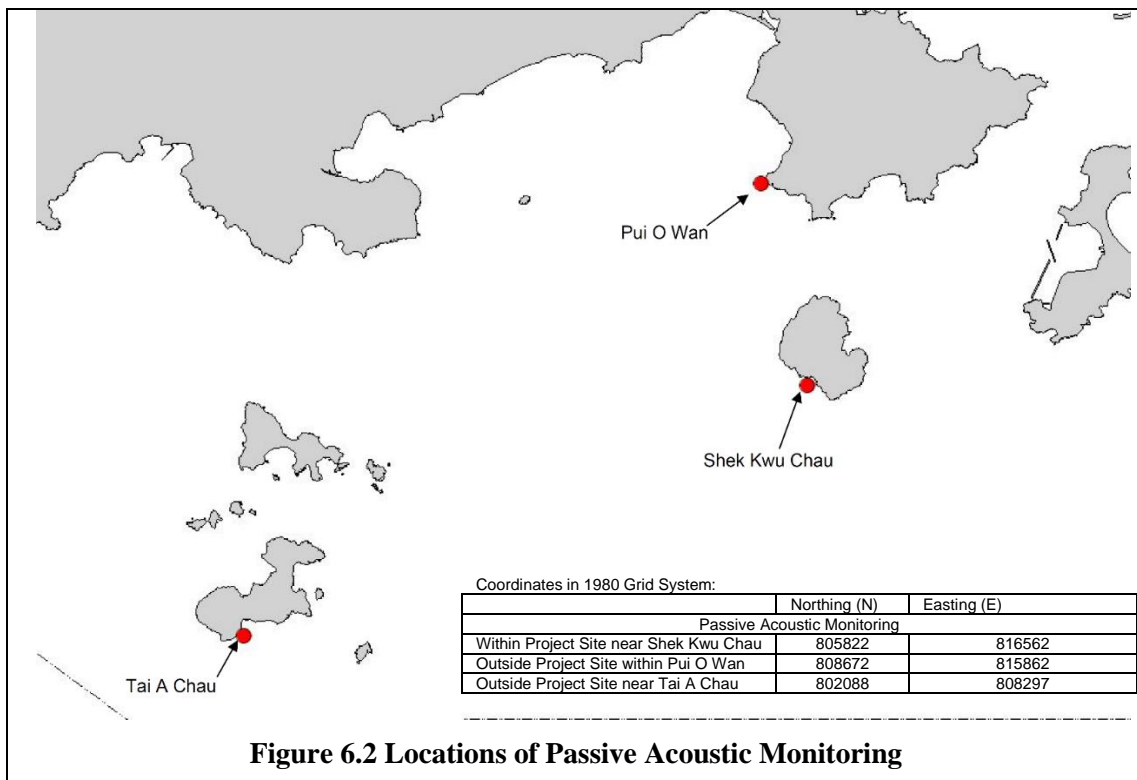 Pui O Wan
Shek Kwu Chau
Tai A Chau
Coordinates in 1980 Grid System:
Northing (N) Easting (E)
Passive Acoustic Monitoring
Within Project Site near Shek Kwu Chau 805822 816562
Outside Project Site within Pui O Wan 808672 815862
Outside Project Site near Tai A Chau 802088 808297
Figure 6.2 Locations of Passive Acoustic Monitoring